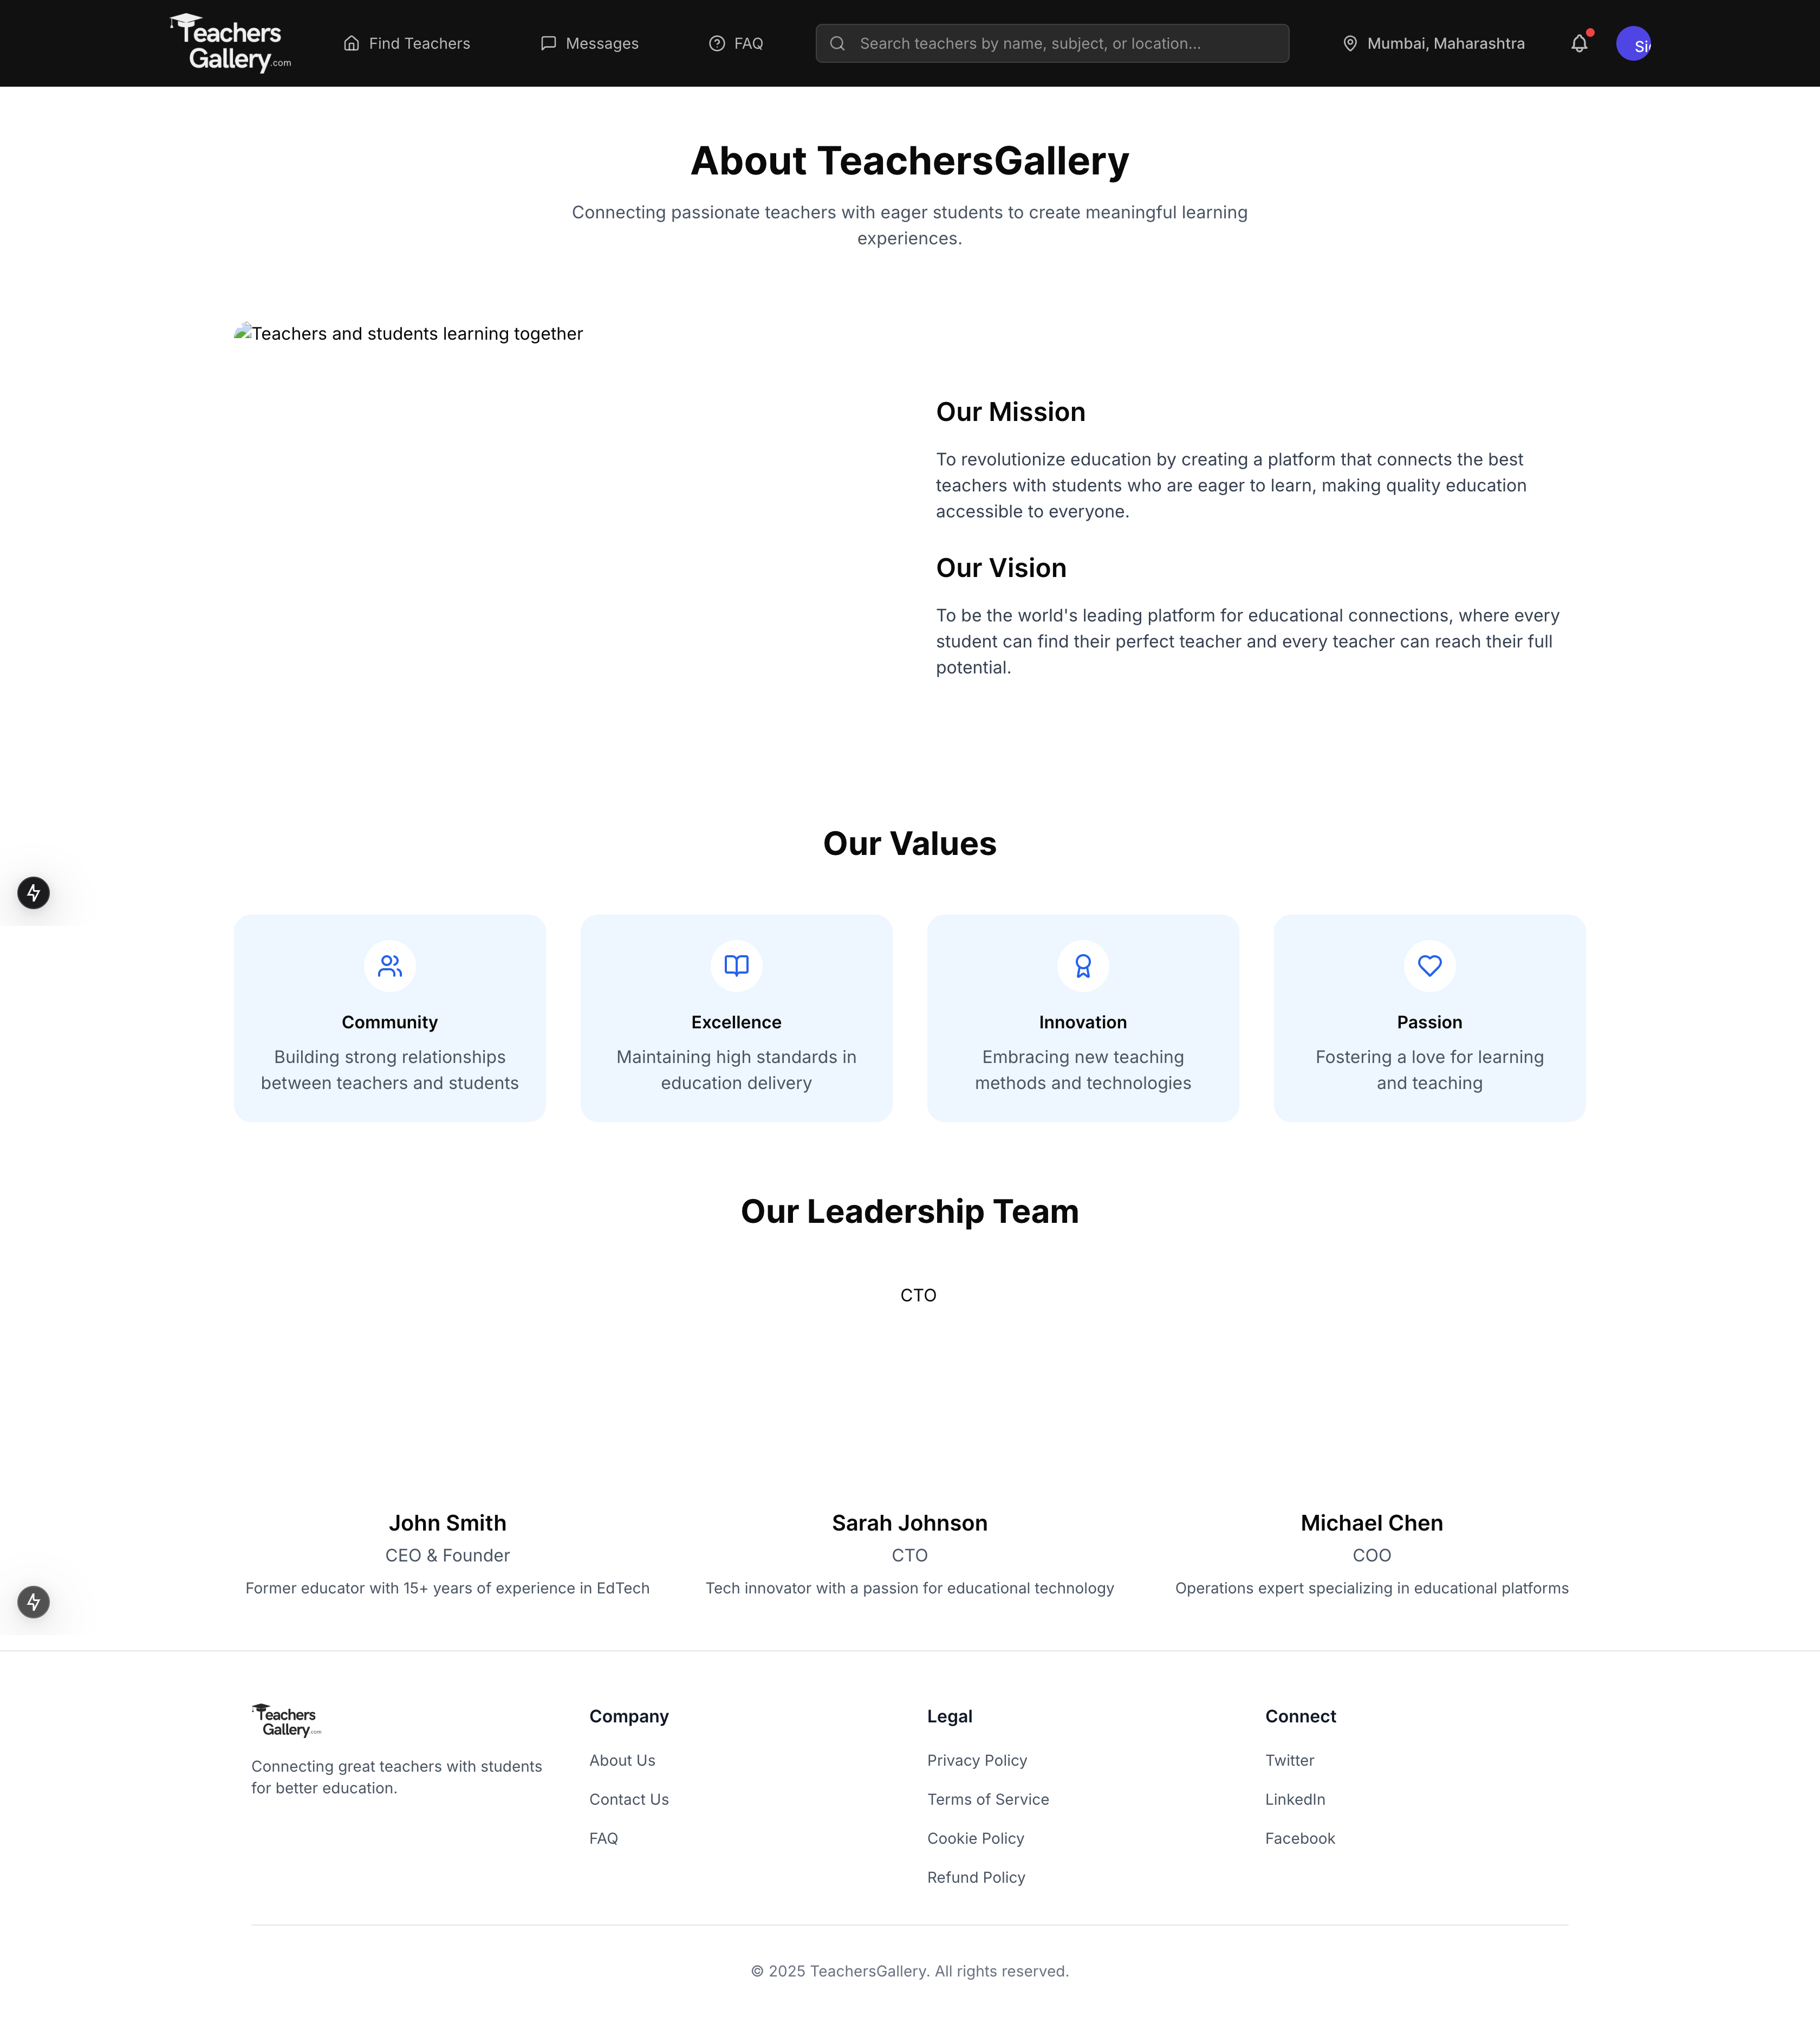 Teachers
Gallery.com
Find Teachers
Messages
FAQ
Search teachers by name, subject, or location...
Mumbai, Maharashtra
Si
About TeachersGallery
Connecting passionate teachers with eager students to create meaningful learning
experiences.
Teachers and students learning together
Our Mission
To revolutionize education by creating a platform that connects the best
teachers with students who are eager to learn, making quality education
accessible to everyone.
Our Vision
To be the world's leading platform for educational connections, where every
student can find their perfect teacher and every teacher can reach their full
potential.
Our Values
Community
Building strong relationships
between teachers and students
Excellence
Maintaining high standards in
education delivery
Innovation
Embracing new teaching
methods and technologies
Passion
Fostering a love for learning
and teaching
Our Leadership Team
CTO
John Smith
CEO & Founder
Former educator with 15+ years of experience in EdTech
Sarah Johnson
CTO
Tech innovator with a passion for educational technology
Michael Chen
COO
Operations expert specializing in educational platforms
Teachers
Gallery.com
Connecting great teachers with students
for better education.
Company
About Us
Contact Us
FAQ
Legal
Privacy Policy
Terms of Service
Cookie Policy
Refund Policy
Connect
Twitter
LinkedIn
Facebook
© 2025 TeachersGallery. All rights reserved.